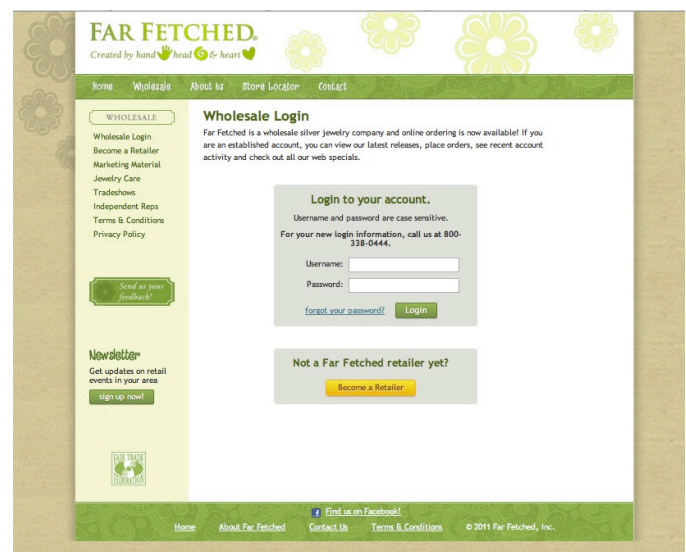 FAR FETCHED®
Created by hand head & heart
Home Wholesale About us Store Locator Contact
WHOLESALE
Wholesale Login
Become a Retailer
Marketing Material
Jewelry Care
Tradeshows
Independent Reps
Terms & Conditions
Privacy Policy
Send us your
feedback!
Newsletter
Get updates on retail
events in your area
sign up now!
FAIR TRADE
FEDERATION
Wholesale Login
Far Fetched is a wholesale silver jewelry company and online ordering is now available! If you
are an established account, you can view our latest releases, place orders, see recent account
activity and check out all our web specials.
Login to your account.
Username and password are case sensitive.
For your new login information, call us at 800-
338-0444.
Username:
Password:
forgot your password? Login
Not a Far Fetched retailer yet?
Become a Retailer
Find us on Facebook!
Home About Far Fetched Contact Us Terms & Conditions © 2011 Far Fetched, Inc.